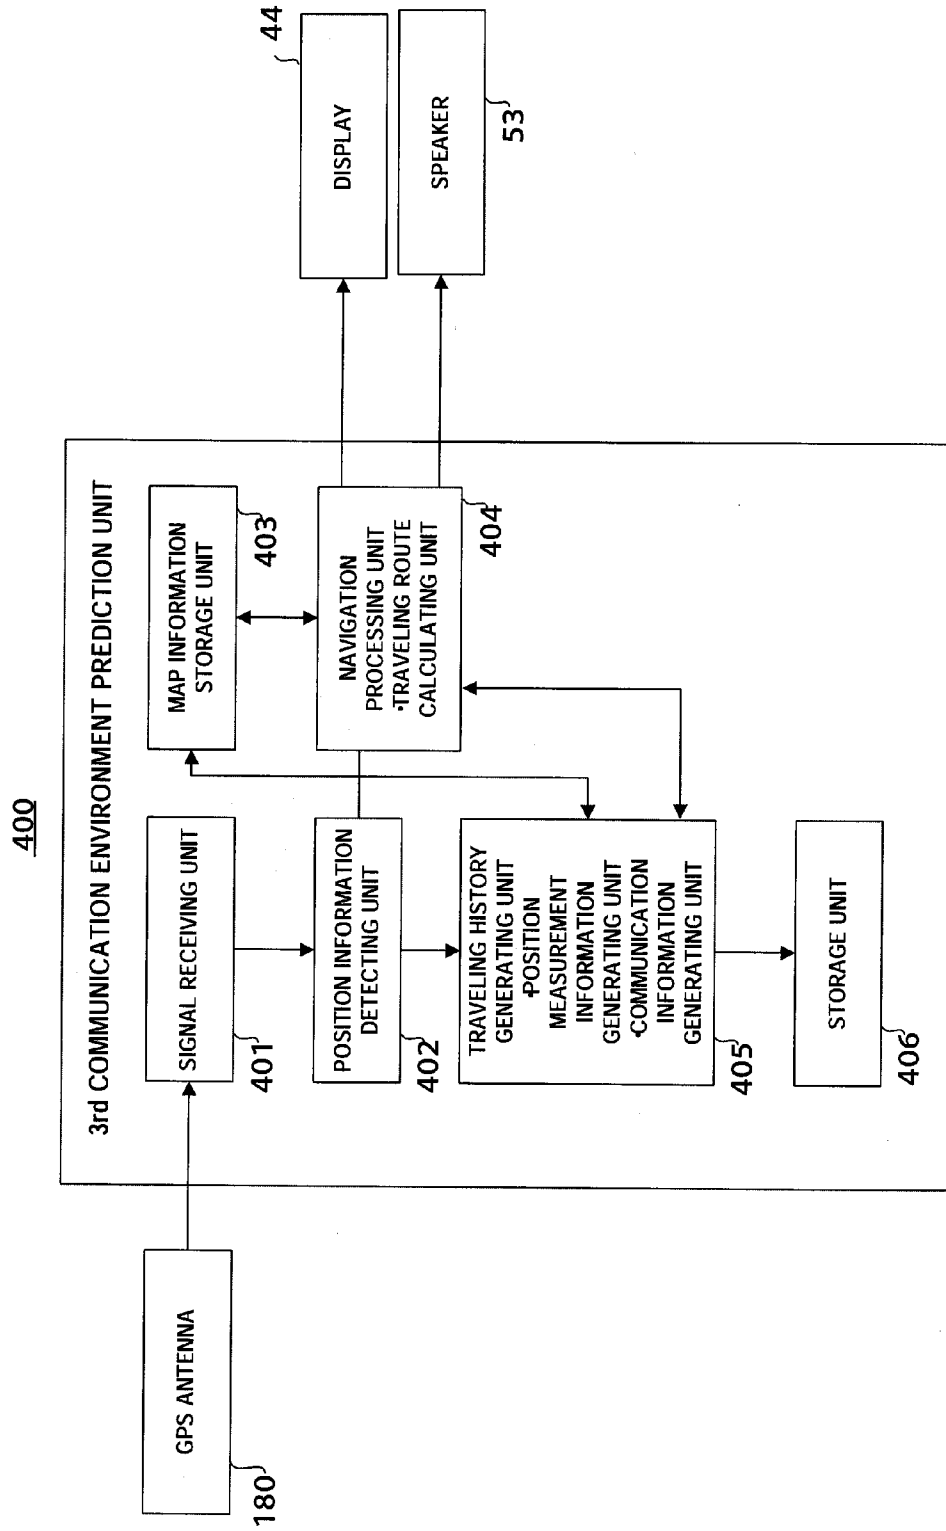 400
3rd COMMUNICATION ENVIRONMENT PREDICTION UNIT
GPS ANTENNA
180
SIGNAL RECEIVING UNIT
401
MAP INFORMATION
STORAGE UNIT
403
POSITION INFORMATION
DETECTING UNIT
402
NAVIGATION
PROCESSING UNIT
·TRAVELING ROUTE
CALCULATING UNIT
404
TRAVELING HISTORY
GENERATING UNIT
·POSITION
MEASUREMENT
INFORMATION
GENERATING UNIT
·COMMUNICATION
INFORMATION
GENERATING UNIT
405
STORAGE UNIT
406
44
DISPLAY
SPEAKER
53